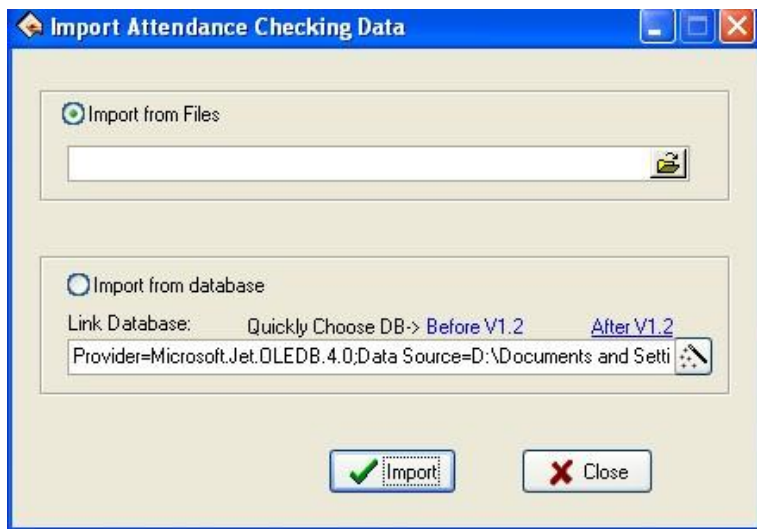 Import Attendance Checking Data
Import from Files
Import from database
Link Database: Quickly Choose DB-> Before V1.2 After V1.2
Provider=Microsoft.Jet.OLEDB.4.0;Data Source=D:\Documents and Setti
Import Close